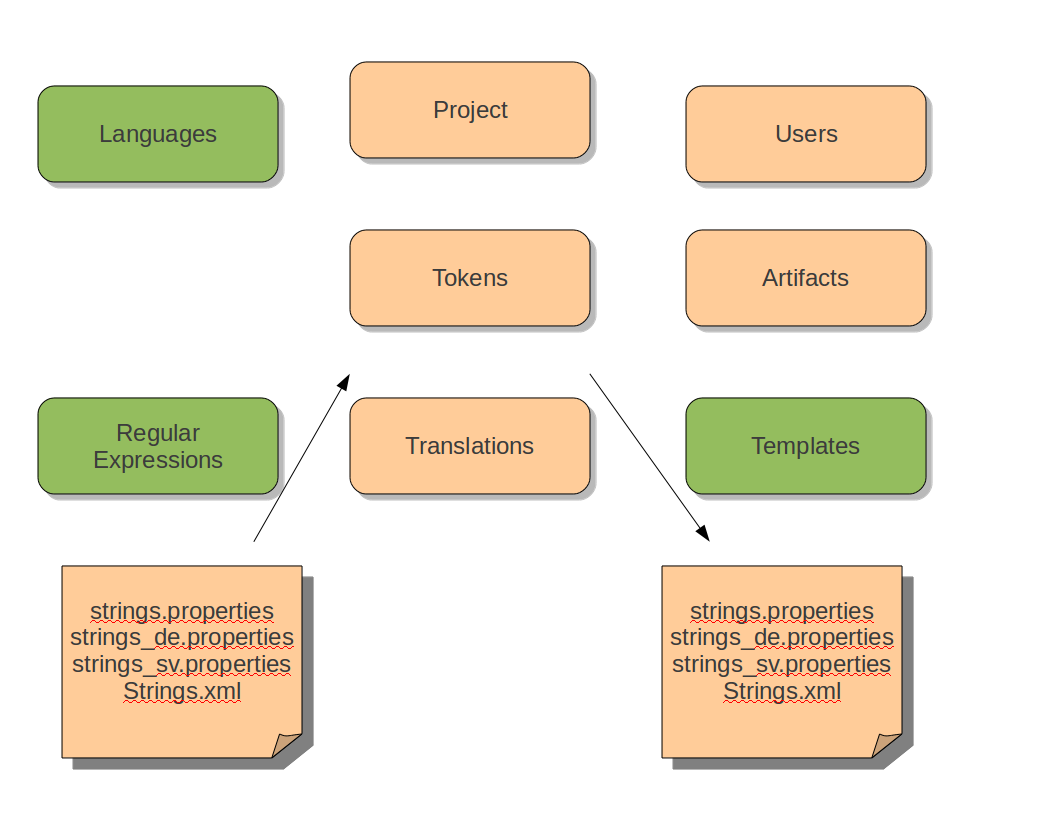 Languages
Project
Users
Tokens
Artifacts
Regular
Expressions
Translations
Templates
strings.properties
strings_de.properties
strings_sv.properties
Strings.xml
strings.properties
strings_de.properties
strings_sv.properties
Strings.xml